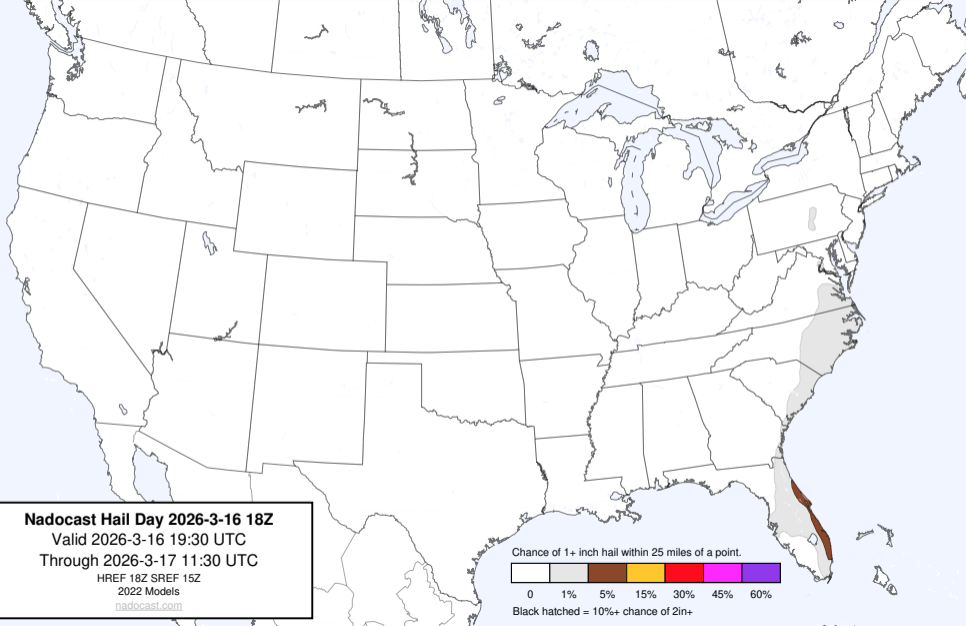 Nadocast Hail Day 2026-3-16 18Z
Valid 2026-3-16 19:30 UTC
Through 2026-3-17 11:30 UTC
HREF 18Z SREF 15Z
2022 Models
nadocast.com
Chance of 1+ inch hail within 25 miles of a point.
0 1% 5% 15% 30% 45% 60%
Black hatched = 10%+ chance of 2in+